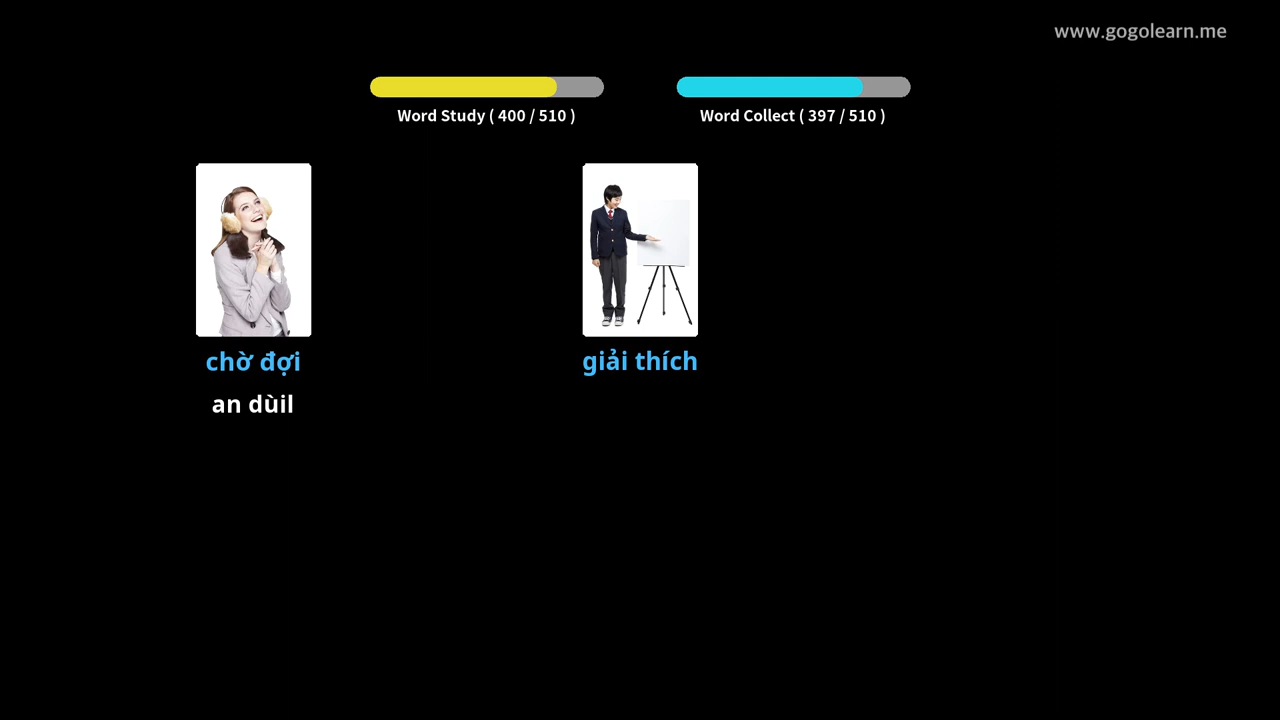 www.gogolearn.me
Word Study ( 400 / 510 )
Word Collect ( 397 / 510 )
chờ đợi
giải thích
an dùil